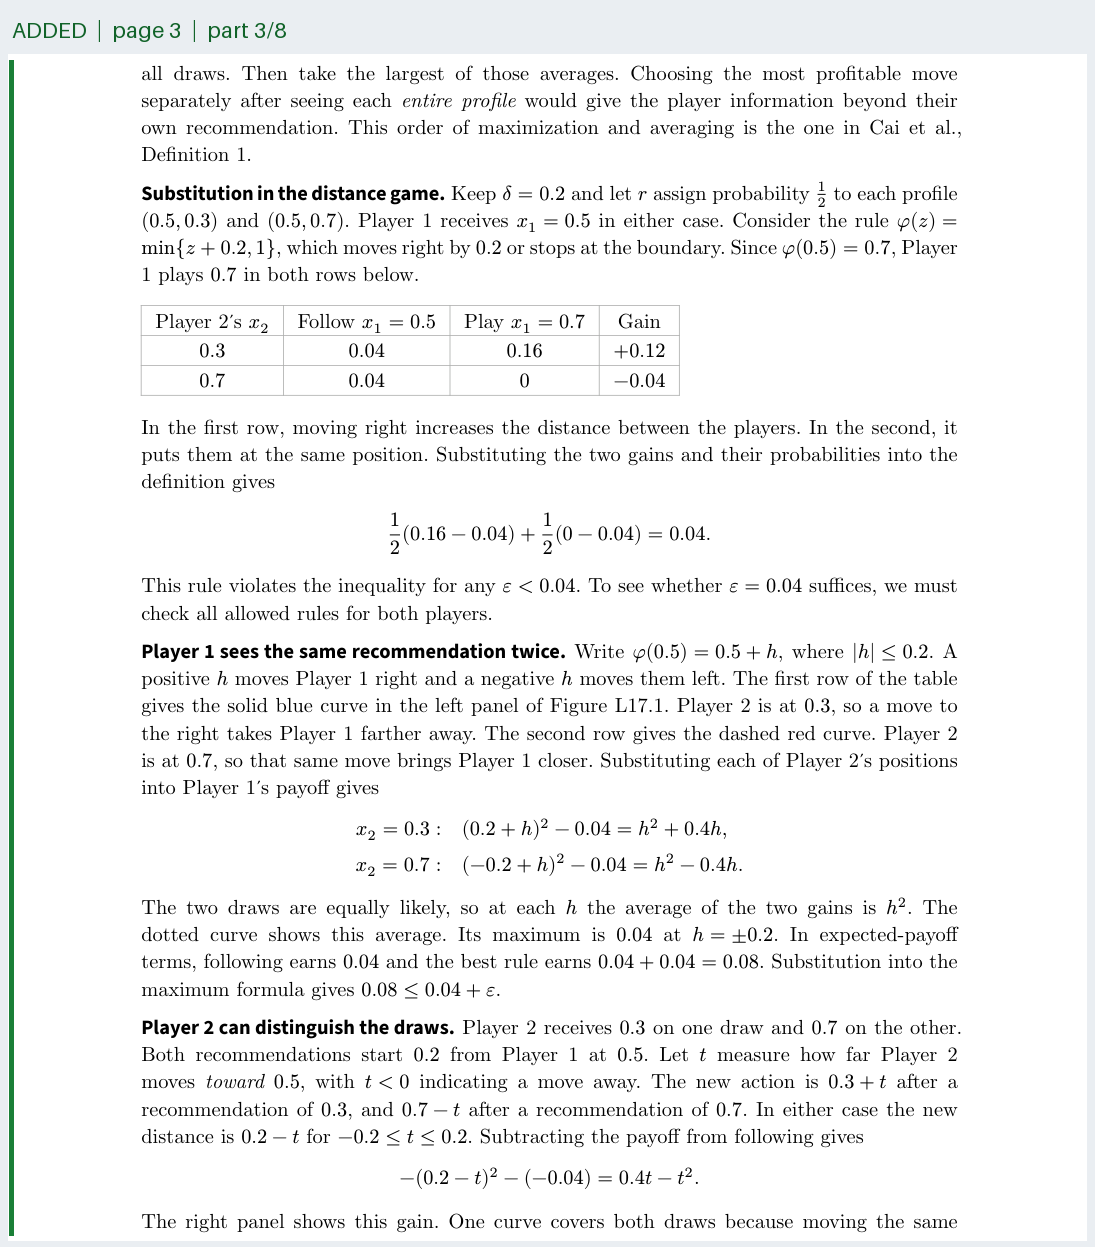 ADDED | page 3 | part 3/8
all draws. Then take the largest of those averages. Choosing the most profitable move
separately after seeing each entire profile would give the player information beyond their
own recommendation. This order of maximization and averaging is the one in Cai et al.,
Definition 1.
Substitution in the distance game. Keep δ = 0.2 and let r assign probability 1/2 to each profile
(0.5, 0.3) and (0.5, 0.7). Player 1 receives x₁ = 0.5 in either case. Consider the rule φ(z) =
min{z + 0.2, 1}, which moves right by 0.2 or stops at the boundary. Since φ(0.5) = 0.7, Player
1 plays 0.7 in both rows below.
Player 2′s x₂ Follow x₁ = 0.5 Play x₁ = 0.7 Gain
0.3 0.04 0.16 +0.12
0.7 0.04 0 −0.04
In the first row, moving right increases the distance between the players. In the second, it
puts them at the same position. Substituting the two gains and their probabilities into the
definition gives
1/2(0.16 − 0.04) + 1/2(0 − 0.04) = 0.04.
This rule violates the inequality for any ε < 0.04. To see whether ε = 0.04 suffices, we must
check all allowed rules for both players.
Player 1 sees the same recommendation twice. Write φ(0.5) = 0.5 + h, where |h| ≤ 0.2. A
positive h moves Player 1 right and a negative h moves them left. The first row of the table
gives the solid blue curve in the left panel of Figure L17.1. Player 2 is at 0.3, so a move to
the right takes Player 1 farther away. The second row gives the dashed red curve. Player 2
is at 0.7, so that same move brings Player 1 closer. Substituting each of Player 2′s positions
into Player 1′s payoff gives
x₂ = 0.3 : (0.2 + h)² − 0.04 = h² + 0.4h,
x₂ = 0.7 : (−0.2 + h)² − 0.04 = h² − 0.4h.
The two draws are equally likely, so at each h the average of the two gains is h². The
dotted curve shows this average. Its maximum is 0.04 at h = ±0.2. In expected-payoff
terms, following earns 0.04 and the best rule earns 0.04 + 0.04 = 0.08. Substitution into the
maximum formula gives 0.08 ≤ 0.04 + ε.
Player 2 can distinguish the draws. Player 2 receives 0.3 on one draw and 0.7 on the other.
Both recommendations start 0.2 from Player 1 at 0.5. Let t measure how far Player 2
moves toward 0.5, with t < 0 indicating a move away. The new action is 0.3 + t after a
recommendation of 0.3, and 0.7 − t after a recommendation of 0.7. In either case the new
distance is 0.2 − t for −0.2 ≤ t ≤ 0.2. Subtracting the payoff from following gives
−(0.2 − t)² − (−0.04) = 0.4t − t².
The right panel shows this gain. One curve covers both draws because moving the same